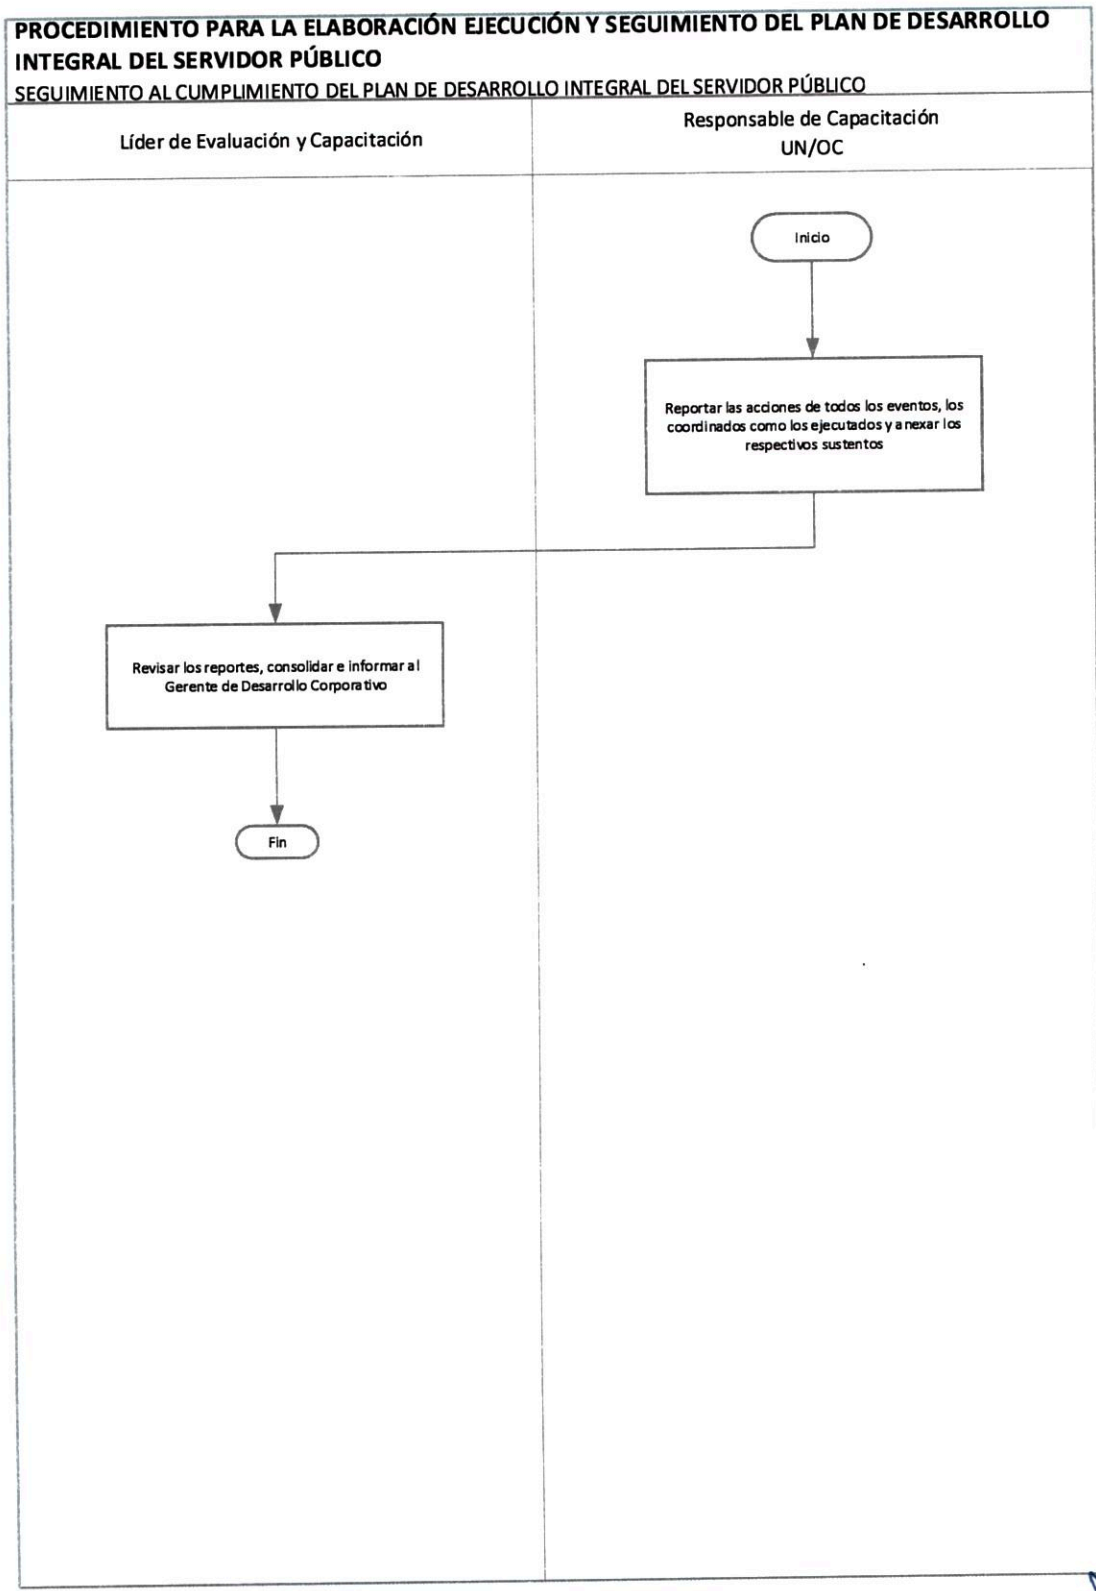 PROCEDIMIENTO PARA LA ELABORACIÓN EJECUCIÓN Y SEGUIMIENTO DEL PLAN DE DESARROLLO
INTEGRAL DEL SERVIDOR PÚBLICO
SEGUIMIENTO AL CUMPLIMIENTO DEL PLAN DE DESARROLLO INTEGRAL DEL SERVIDOR PÚBLICO
Líder de Evaluación y Capacitación
Responsable de Capacitación
UN/OC
Inicio
Reportar las acciones de todos los eventos, los
coordinados como los ejecutados y anexar los
respectivos sustentos
Revisar los reportes, consolidar e informar al
Gerente de Desarrollo Corporativo
Fin